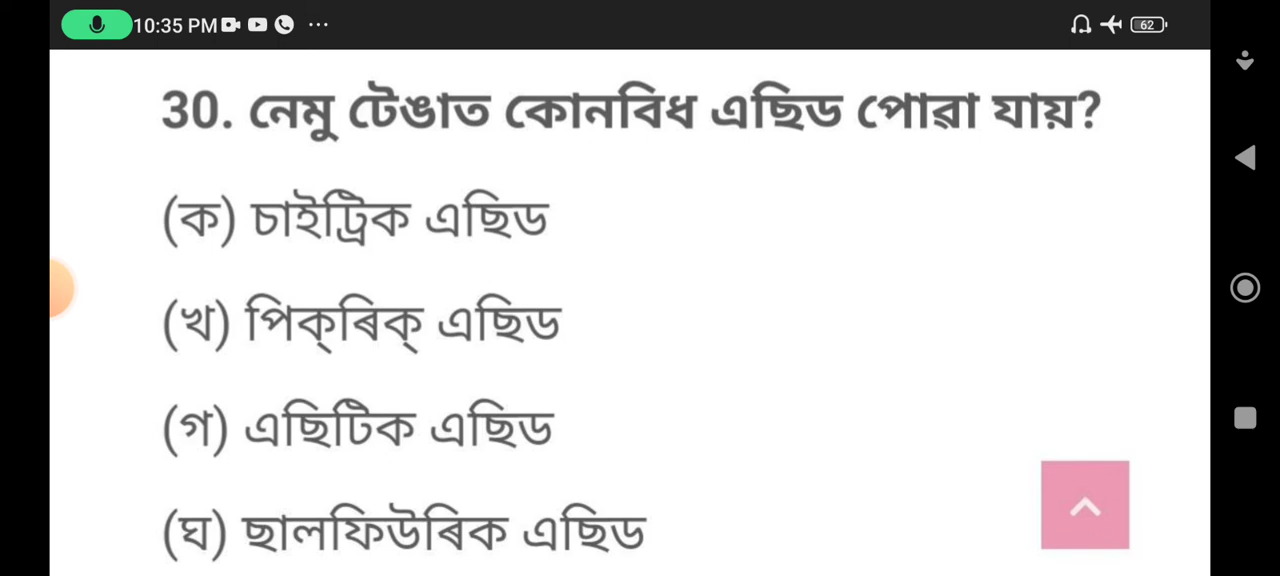 10:35 PM
62
30. নেমু টেঙাত কোনবিধ এছিড পোৱা যায়?
(ক) চাইট্রিক এছিড
(খ) পিক্‌ৰিক্ এছিড
(গ) এছিটিক এছিড
(ঘ) ছালফিউৰিক এছিড